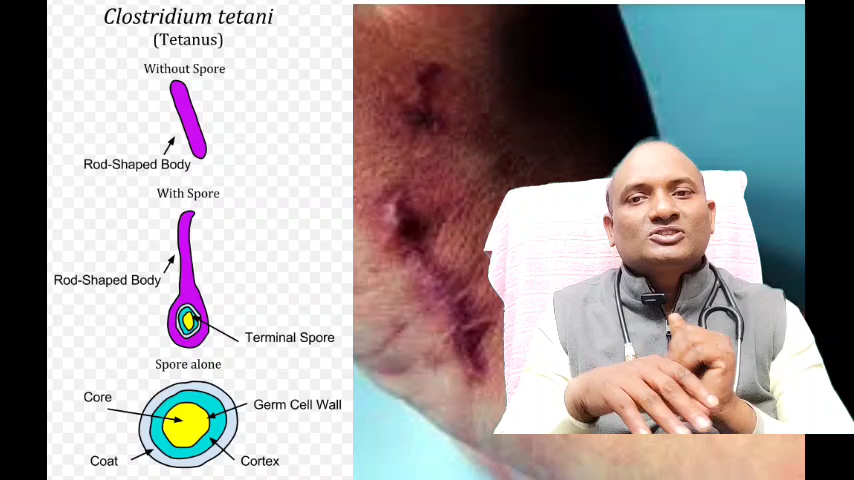 Clostridium tetani
(Tetanus)
Without Spore
Rod-Shaped Body
With Spore
Rod-Shaped Body
Terminal Spore
Spore alone
Core
Germ Cell Wall
Coat
Cortex